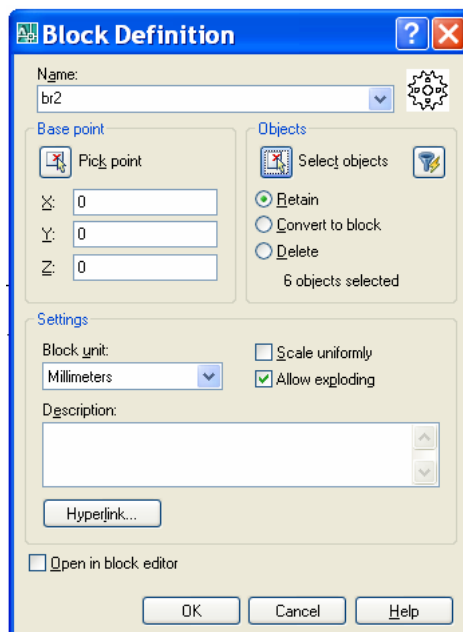 Block Definition
Name:
br2
Base point
Pick point
X: 0
Y: 0
Z: 0
Objects
Select objects
Retain
Convert to block
Delete
6 objects selected
Settings
Block unit:
Millimeters
Scale uniformly
Allow exploding
Description:
Hyperlink...
Open in block editor
OK Cancel Help